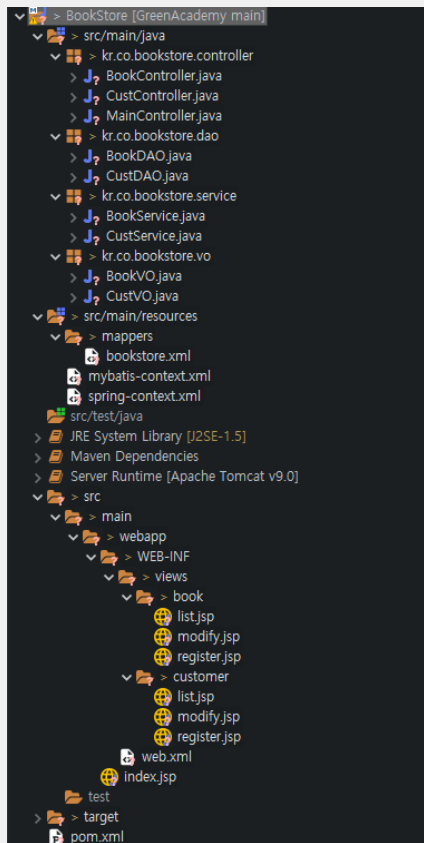 > BookStore [GreenAcademy main]
> src/main/java
> kr.co.bookstore.controller
> BookController.java
> CustController.java
> MainController.java
> kr.co.bookstore.dao
> BookDAO.java
> CustDAO.java
> kr.co.bookstore.service
> BookService.java
> CustService.java
> kr.co.bookstore.vo
> BookVO.java
> CustVO.java
> src/main/resources
> mappers
bookstore.xml
mybatis-context.xml
spring-context.xml
src/test/java
> JRE System Library [J2SE-1.5]
> Maven Dependencies
> Server Runtime [Apache Tomcat v9.0]
> src
> main
> webapp
> WEB-INF
> views
> book
list.jsp
modify.jsp
register.jsp
> customer
list.jsp
modify.jsp
register.jsp
web.xml
index.jsp
test
> target
pom.xml